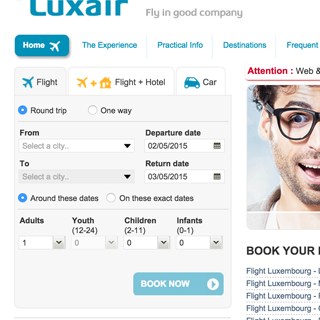 Luxair
Fly in good company
Home
The Experience
Practical Info
Destinations
Frequent
Flight
Flight + Hotel
Car
Attention : Web &
Round trip
One way
From
Departure date
Select a city..
02/05/2015
To
Return date
Select a city..
03/05/2015
Around these dates
On these exact dates
Adults
Youth
(12-24)
Children
(2-11)
Infants
(0-1)
1
0
0
0
BOOK NOW
BOOK YOUR
Flight Luxembourg -
Flight Luxembourg -
Flight Luxembourg -
Flight Luxembourg -
Flight Luxembourg -